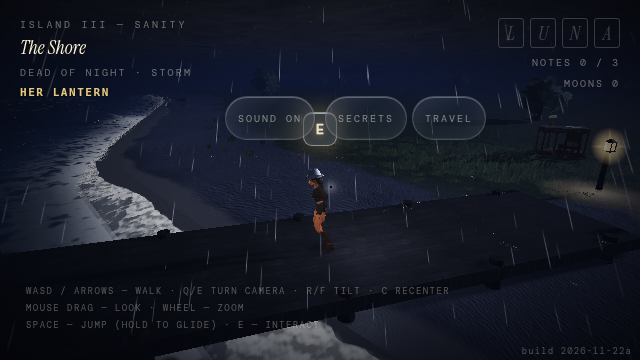 ISLAND III — SANITY
The Shore
DEAD OF NIGHT · STORM
HER LANTERN
L U N A
NOTES 0 / 3
MOONS 0
SOUND ON
E
SECRETS
TRAVEL
WASD / ARROWS — WALK · Q/E TURN CAMERA · R/F TILT · C RECENTER
MOUSE DRAG — LOOK · WHEEL — ZOOM
SPACE — JUMP (HOLD TO GLIDE) · E — INTERACT
build 2026-11-22a